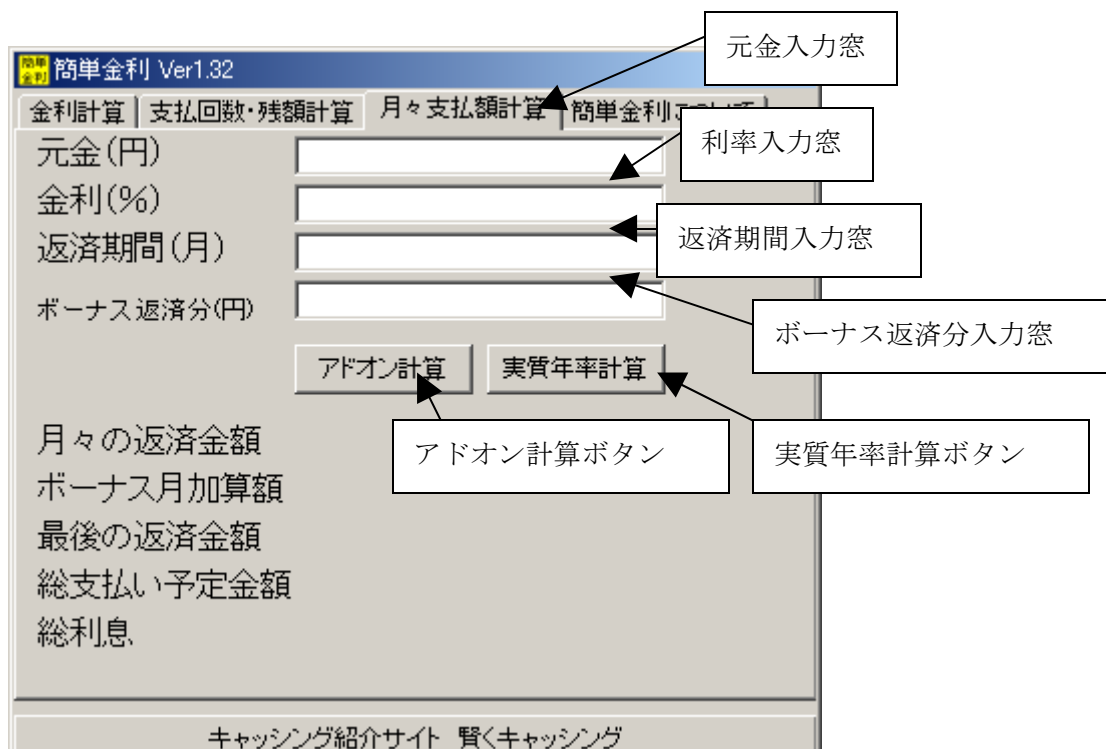 元金入力窓
簡単金利 簡単金利 Ver1.32
金利計算 支払回数・残額計算 月々支払額計算 簡単金利
利率入力窓
元金(円)
金利(%)
返済期間(月)
返済期間入力窓
ボーナス返済分(円)
ボーナス返済分入力窓
アドオン計算 実質年率計算
アドオン計算ボタン
実質年率計算ボタン
月々の返済金額
ボーナス月加算額
最後の返済金額
総支払い予定金額
総利息
キャッシング紹介サイト 賢くキャッシング